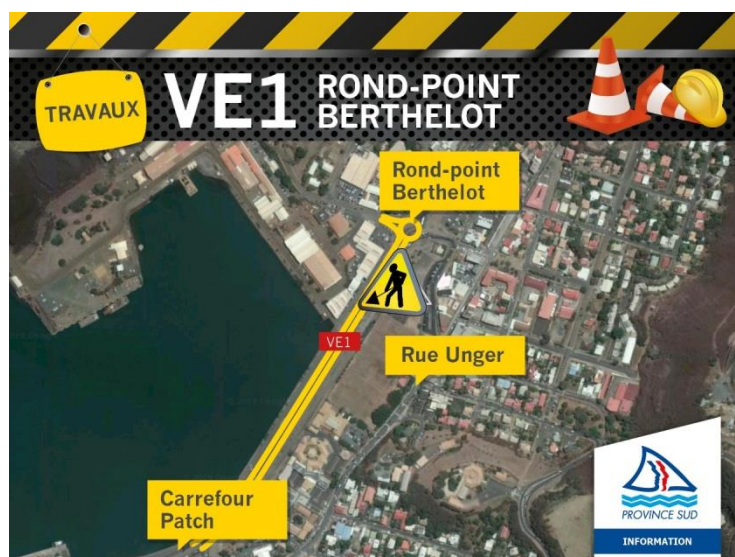 TRAVAUX
VE1
ROND-POINT
BERTHELOT
Rond-point
Berthelot
VE1
Rue Unger
Carrefour
Patch
PROVINCE SUD
INFORMATION